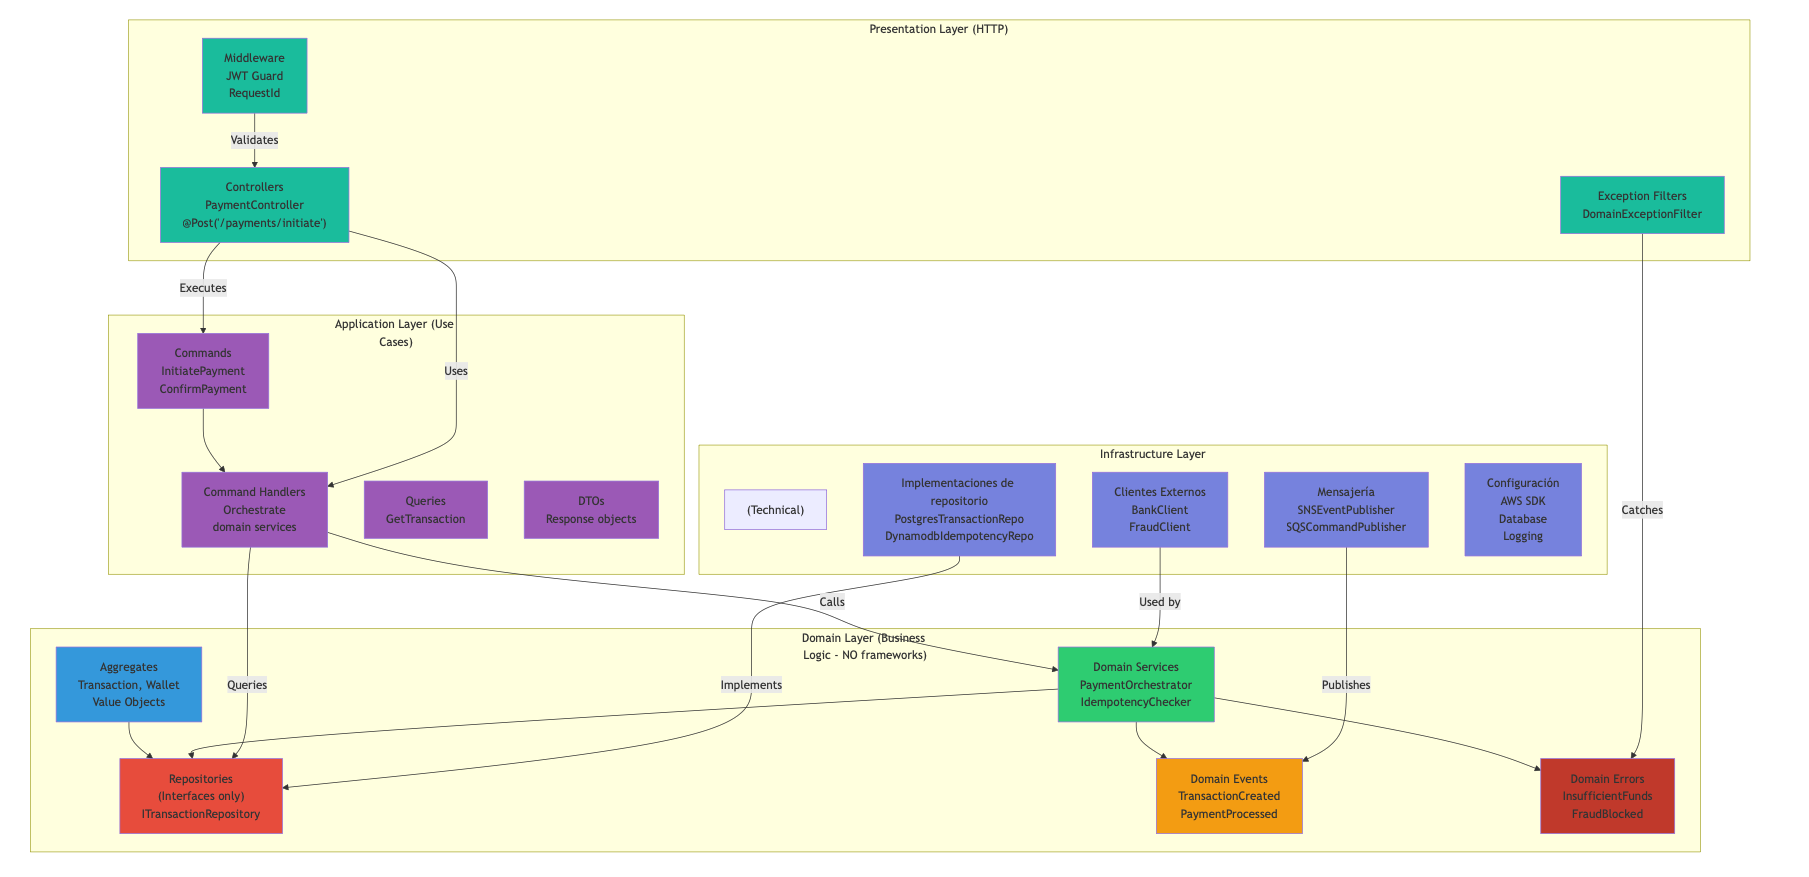 Presentation Layer (HTTP)
Middleware
JWT Guard
RequestId
Validates
Controllers
PaymentController
@Post('/payments/initiate')
Exception Filters
DomainExceptionFilter
Executes
Application Layer (Use
Cases)
Commands
InitiatePayment
ConfirmPayment
Uses
Command Handlers
Orchestrate
domain services
Queries
GetTransaction
DTOs
Response objects
Infrastructure Layer
(Technical)
Implementaciones de
repositorio
PostgresTransactionRepo
DynamodbIdempotencyRepo
Clientes Externos
BankClient
FraudClient
Mensajería
SNSEventPublisher
SQSCommandPublisher
Configuración
AWS SDK
Database
Logging
Catches
Calls
Used by
Domain Layer (Business
Logic - NO frameworks)
Aggregates
Transaction, Wallet
Value Objects
Queries
Implements
Domain Services
PaymentOrchestrator
IdempotencyChecker
Publishes
Repositories
(Interfaces only)
ITransactionRepository
Domain Events
TransactionCreated
PaymentProcessed
Domain Errors
InsufficientFunds
FraudBlocked